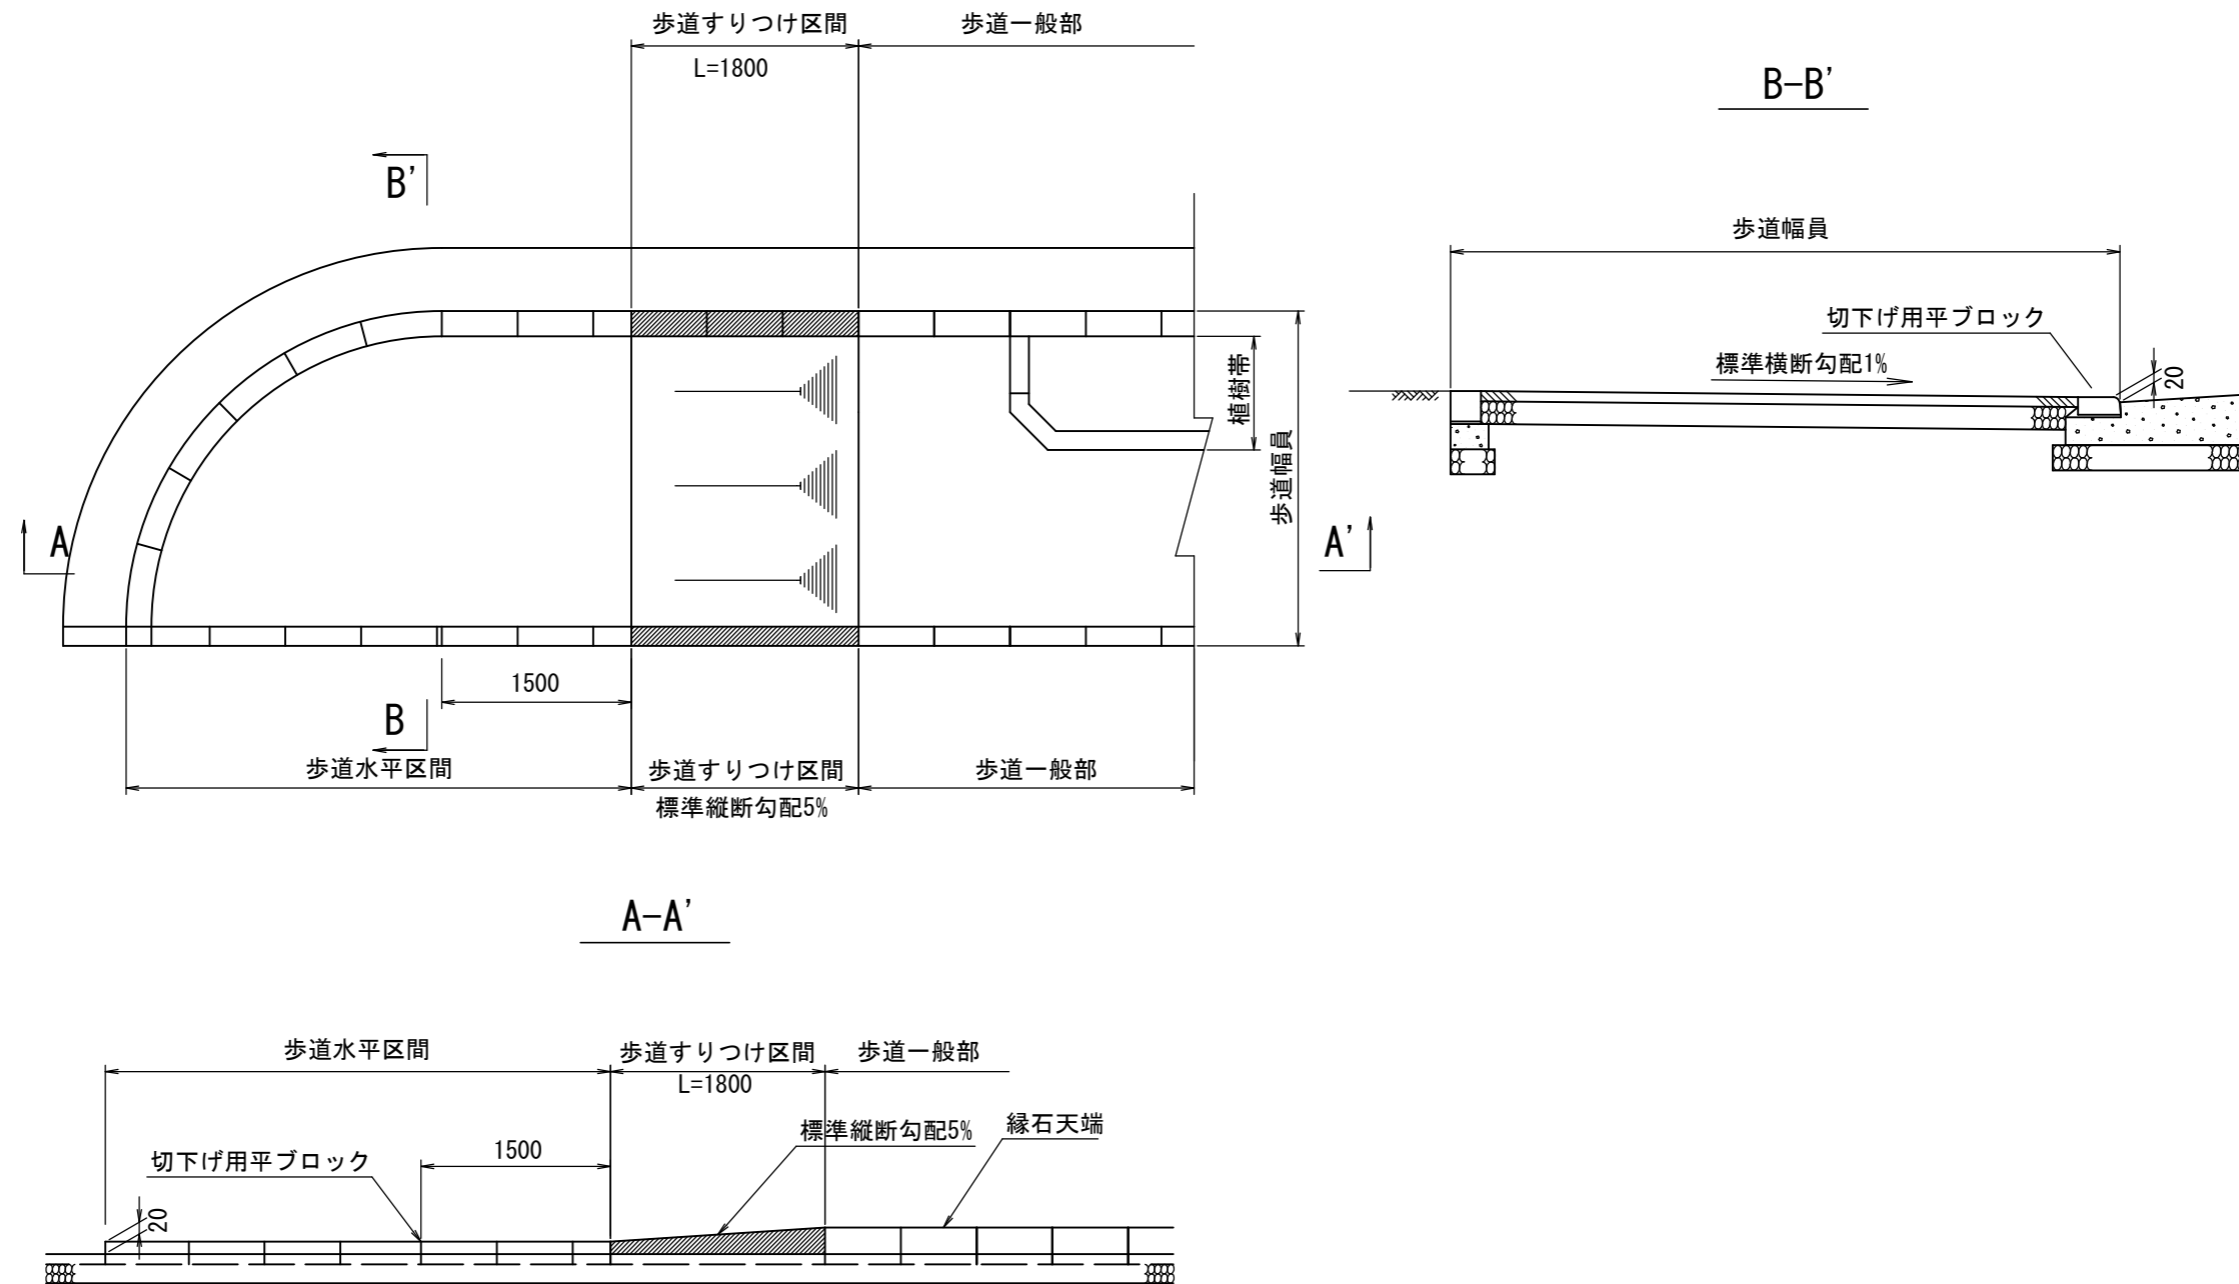 歩道すりつけ区間
歩道一般部
L=1800
B-B'
B'
歩道幅員
切下げ用平ブロック
標準横断勾配1%
20
植樹帯
歩道幅員
A
A'
1500
B
歩道水平区間
歩道すりつけ区間
歩道一般部
標準縦断勾配5%
A-A'
歩道水平区間
歩道すりつけ区間
歩道一般部
L=1800
標準縦断勾配5%
縁石天端
1500
切下げ用平ブロック
20